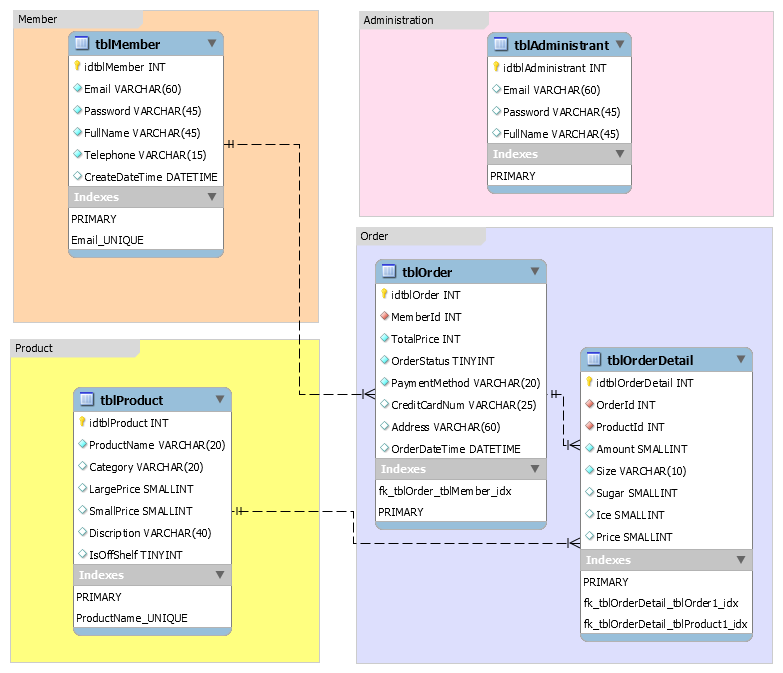 Member
tblMember
idtblMember INT
Email VARCHAR(60)
Password VARCHAR(45)
FullName VARCHAR(45)
Telephone VARCHAR(15)
CreateDateTime DATETIME
Indexes
PRIMARY
Email_UNIQUE
Administration
tblAdministrant
idtblAdministrant INT
Email VARCHAR(60)
Password VARCHAR(45)
FullName VARCHAR(45)
Indexes
PRIMARY
Product
tblProduct
idtblProduct INT
ProductName VARCHAR(20)
Category VARCHAR(20)
LargePrice SMALLINT
SmallPrice SMALLINT
Discription VARCHAR(40)
IsOffShelf TINYINT
Indexes
PRIMARY
ProductName_UNIQUE
Order
tblOrder
idtblOrder INT
MemberId INT
TotalPrice INT
OrderStatus TINYINT
PaymentMethod VARCHAR(20)
CreditCardNum VARCHAR(25)
Address VARCHAR(60)
OrderDateTime DATETIME
Indexes
fk_tblOrder_tblMember_idx
PRIMARY
tblOrderDetail
idtblOrderDetail INT
OrderId INT
ProductId INT
Amount SMALLINT
Size VARCHAR(10)
Sugar SMALLINT
Ice SMALLINT
Price SMALLINT
Indexes
PRIMARY
fk_tblOrderDetail_tblOrder1_idx
fk_tblOrderDetail_tblProduct1_idx